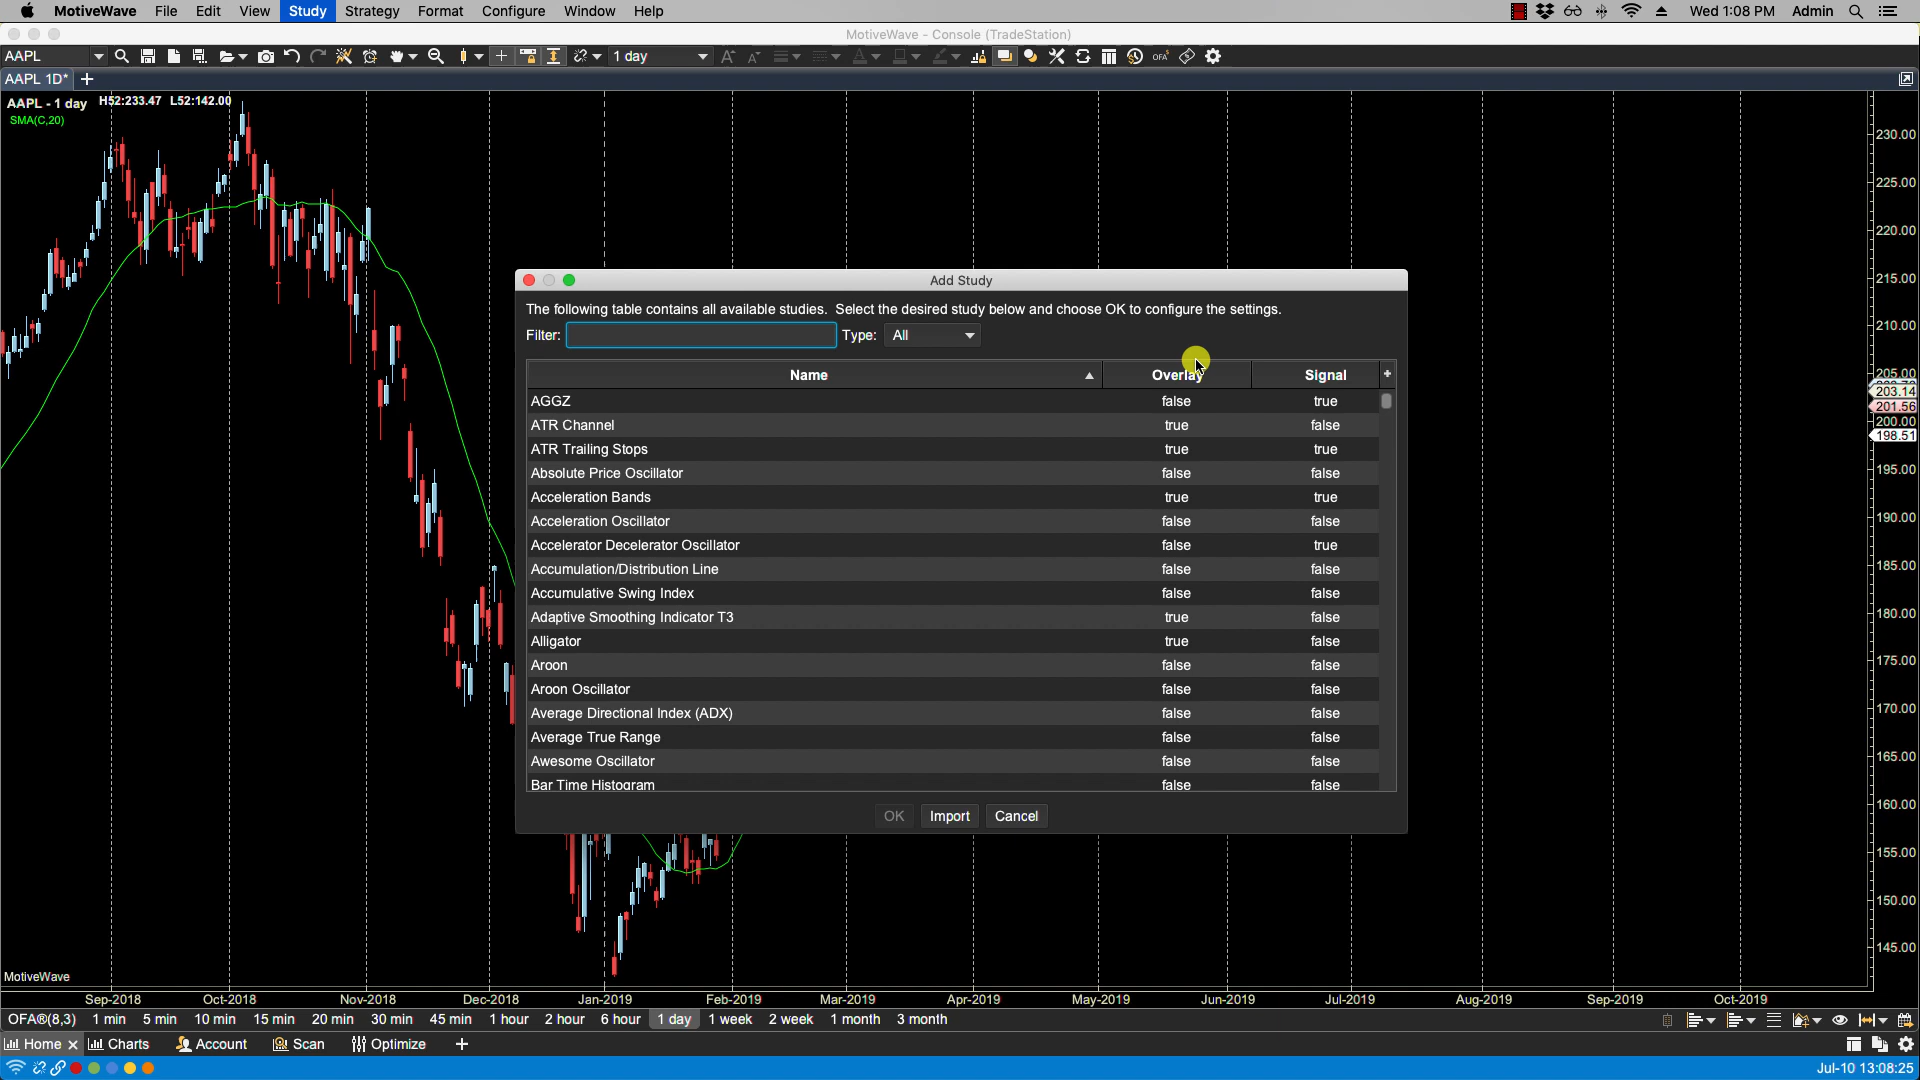 MotiveWave File Edit View Study Strategy Format Configure Window Help Wed 1:08 PM Admin
MotiveWave - Console (TradeStation)
AAPL 1 day
AAPL 1D*
AAPL - 1 day H52:233.47 L52:142.00
SMA(C,20)
Add Study
The following table contains all available studies. Select the desired study below and choose OK to configure the settings.
Filter: Type: All
Name Overlay Signal +
AGGZ false true
ATR Channel true false
ATR Trailing Stops true true
Absolute Price Oscillator false false
Acceleration Bands true true
Acceleration Oscillator false false
Accelerator Decelerator Oscillator false true
Accumulation/Distribution Line false false
Accumulative Swing Index false false
Adaptive Smoothing Indicator T3 true false
Alligator true false
Aroon false false
Aroon Oscillator false false
Average Directional Index (ADX) false false
Average True Range false false
Awesome Oscillator false false
Bar Time Histogram false false
OK Import Cancel
230.00
225.00
220.00
215.00
210.00
205.00
203.14
201.56
200.00
198.51
195.00
190.00
185.00
180.00
175.00
170.00
165.00
160.00
155.00
150.00
145.00
MotiveWave
Sep-2018 Oct-2018 Nov-2018 Dec-2018 Jan-2019 Feb-2019 Mar-2019 Apr-2019 May-2019 Jun-2019 Jul-2019 Aug-2019 Sep-2019 Oct-2019
OFA®(8,3) 1 min 5 min 10 min 15 min 20 min 30 min 45 min 1 hour 2 hour 6 hour 1 day 1 week 2 week 1 month 3 month
Home Charts Account Scan Optimize
Jul-10 13:08:25